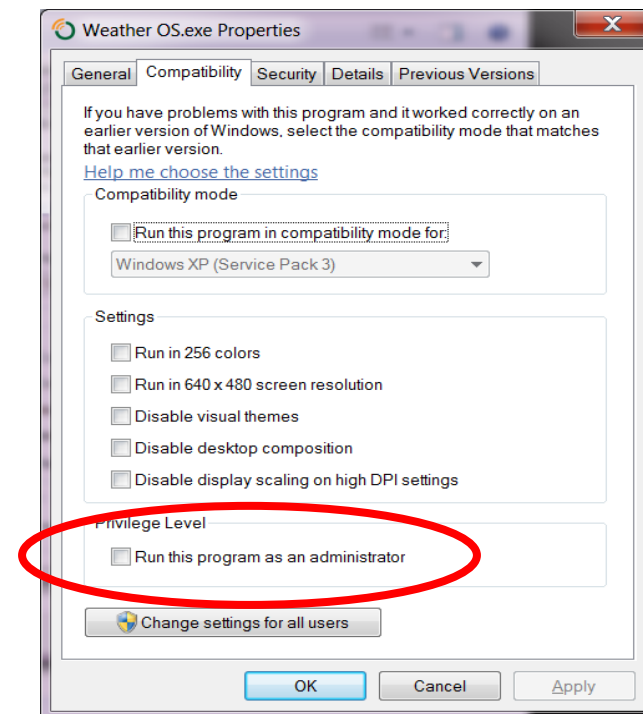 Weather OS.exe Properties
General Compatibility Security Details Previous Versions
If you have problems with this program and it worked correctly on an
earlier version of Windows, select the compatibility mode that matches
that earlier version.
Help me choose the settings
Compatibility mode
Run this program in compatibility mode for:
Windows XP (Service Pack 3)
Settings
Run in 256 colors
Run in 640 x 480 screen resolution
Disable visual themes
Disable desktop composition
Disable display scaling on high DPI settings
Privilege Level
Run this program as an administrator
Change settings for all users
OK Cancel Apply